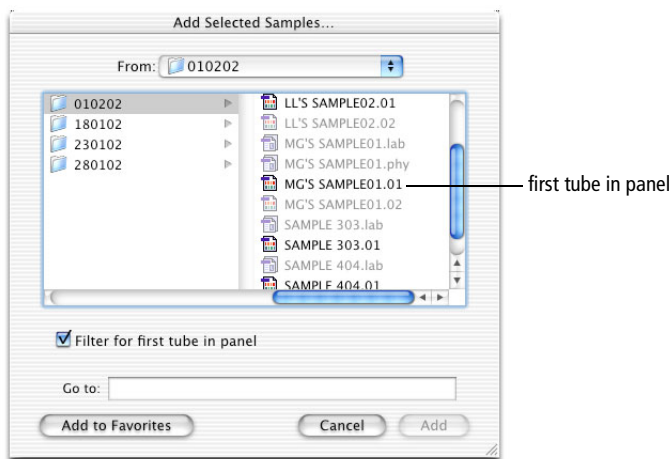 Add Selected Samples...
From: 010202
010202
180102
230102
280102
LL'S SAMPLE02.01
LL'S SAMPLE02.02
MG'S SAMPLE01.lab
MG'S SAMPLE01.phy
MG'S SAMPLE01.01
first tube in panel
MG'S SAMPLE01.02
SAMPLE 303.lab
SAMPLE 303.01
SAMPLE 404.lab
SAMPLE 404.01
Filter for first tube in panel
Go to:
Add to Favorites Cancel Add